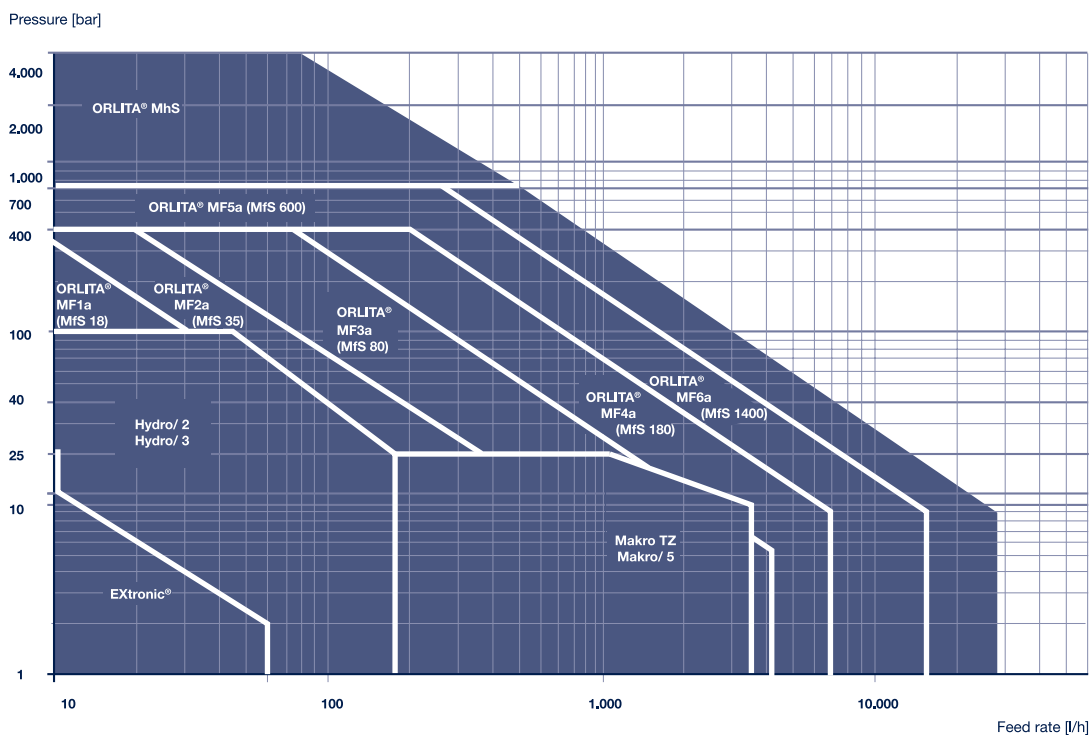 Pressure [bar]
4.000
ORLITA® MhS
2.000
1.000
700
ORLITA® MF5a (MfS 600)
400
ORLITA®
MF1a
(MfS 18)
ORLITA®
MF2a
(MfS 35)
ORLITA®
MF3a
(MfS 80)
100
ORLITA®
MF4a
(MfS 180)
ORLITA®
MF6a
(MfS 1400)
40
Hydro/ 2
Hydro/ 3
25
10
Makro TZ
Makro/ 5
EXtronic®
1
10
100
1.000
10.000
Feed rate [l/h]